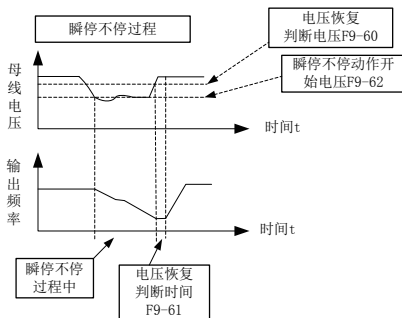 瞬停不停过程
电压恢复
判断电压F9-60
瞬停不停动作开
始电压F9-62
母线电压
时间t
输出频率
时间t
瞬停不停
过程中
电压恢复
判断时间
F9-61